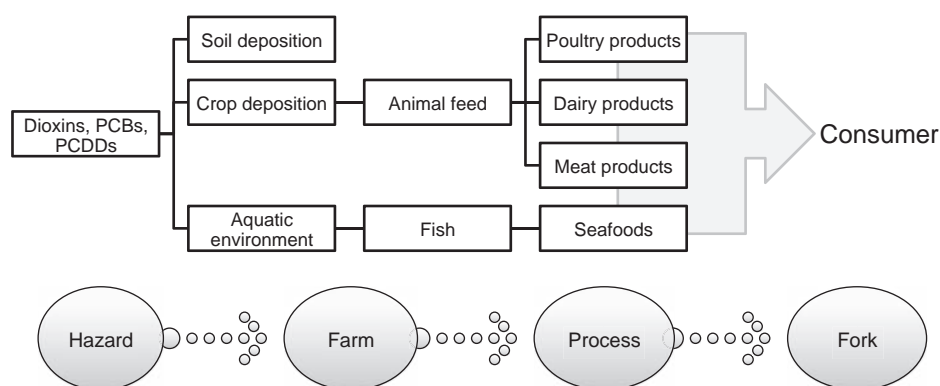 Soil deposition
Poultry products
Crop deposition
Animal feed
Dairy products
Dioxins, PCBs,
PCDDs
Consumer
Meat products
Aquatic
environment
Fish
Seafoods
Hazard
Farm
Process
Fork